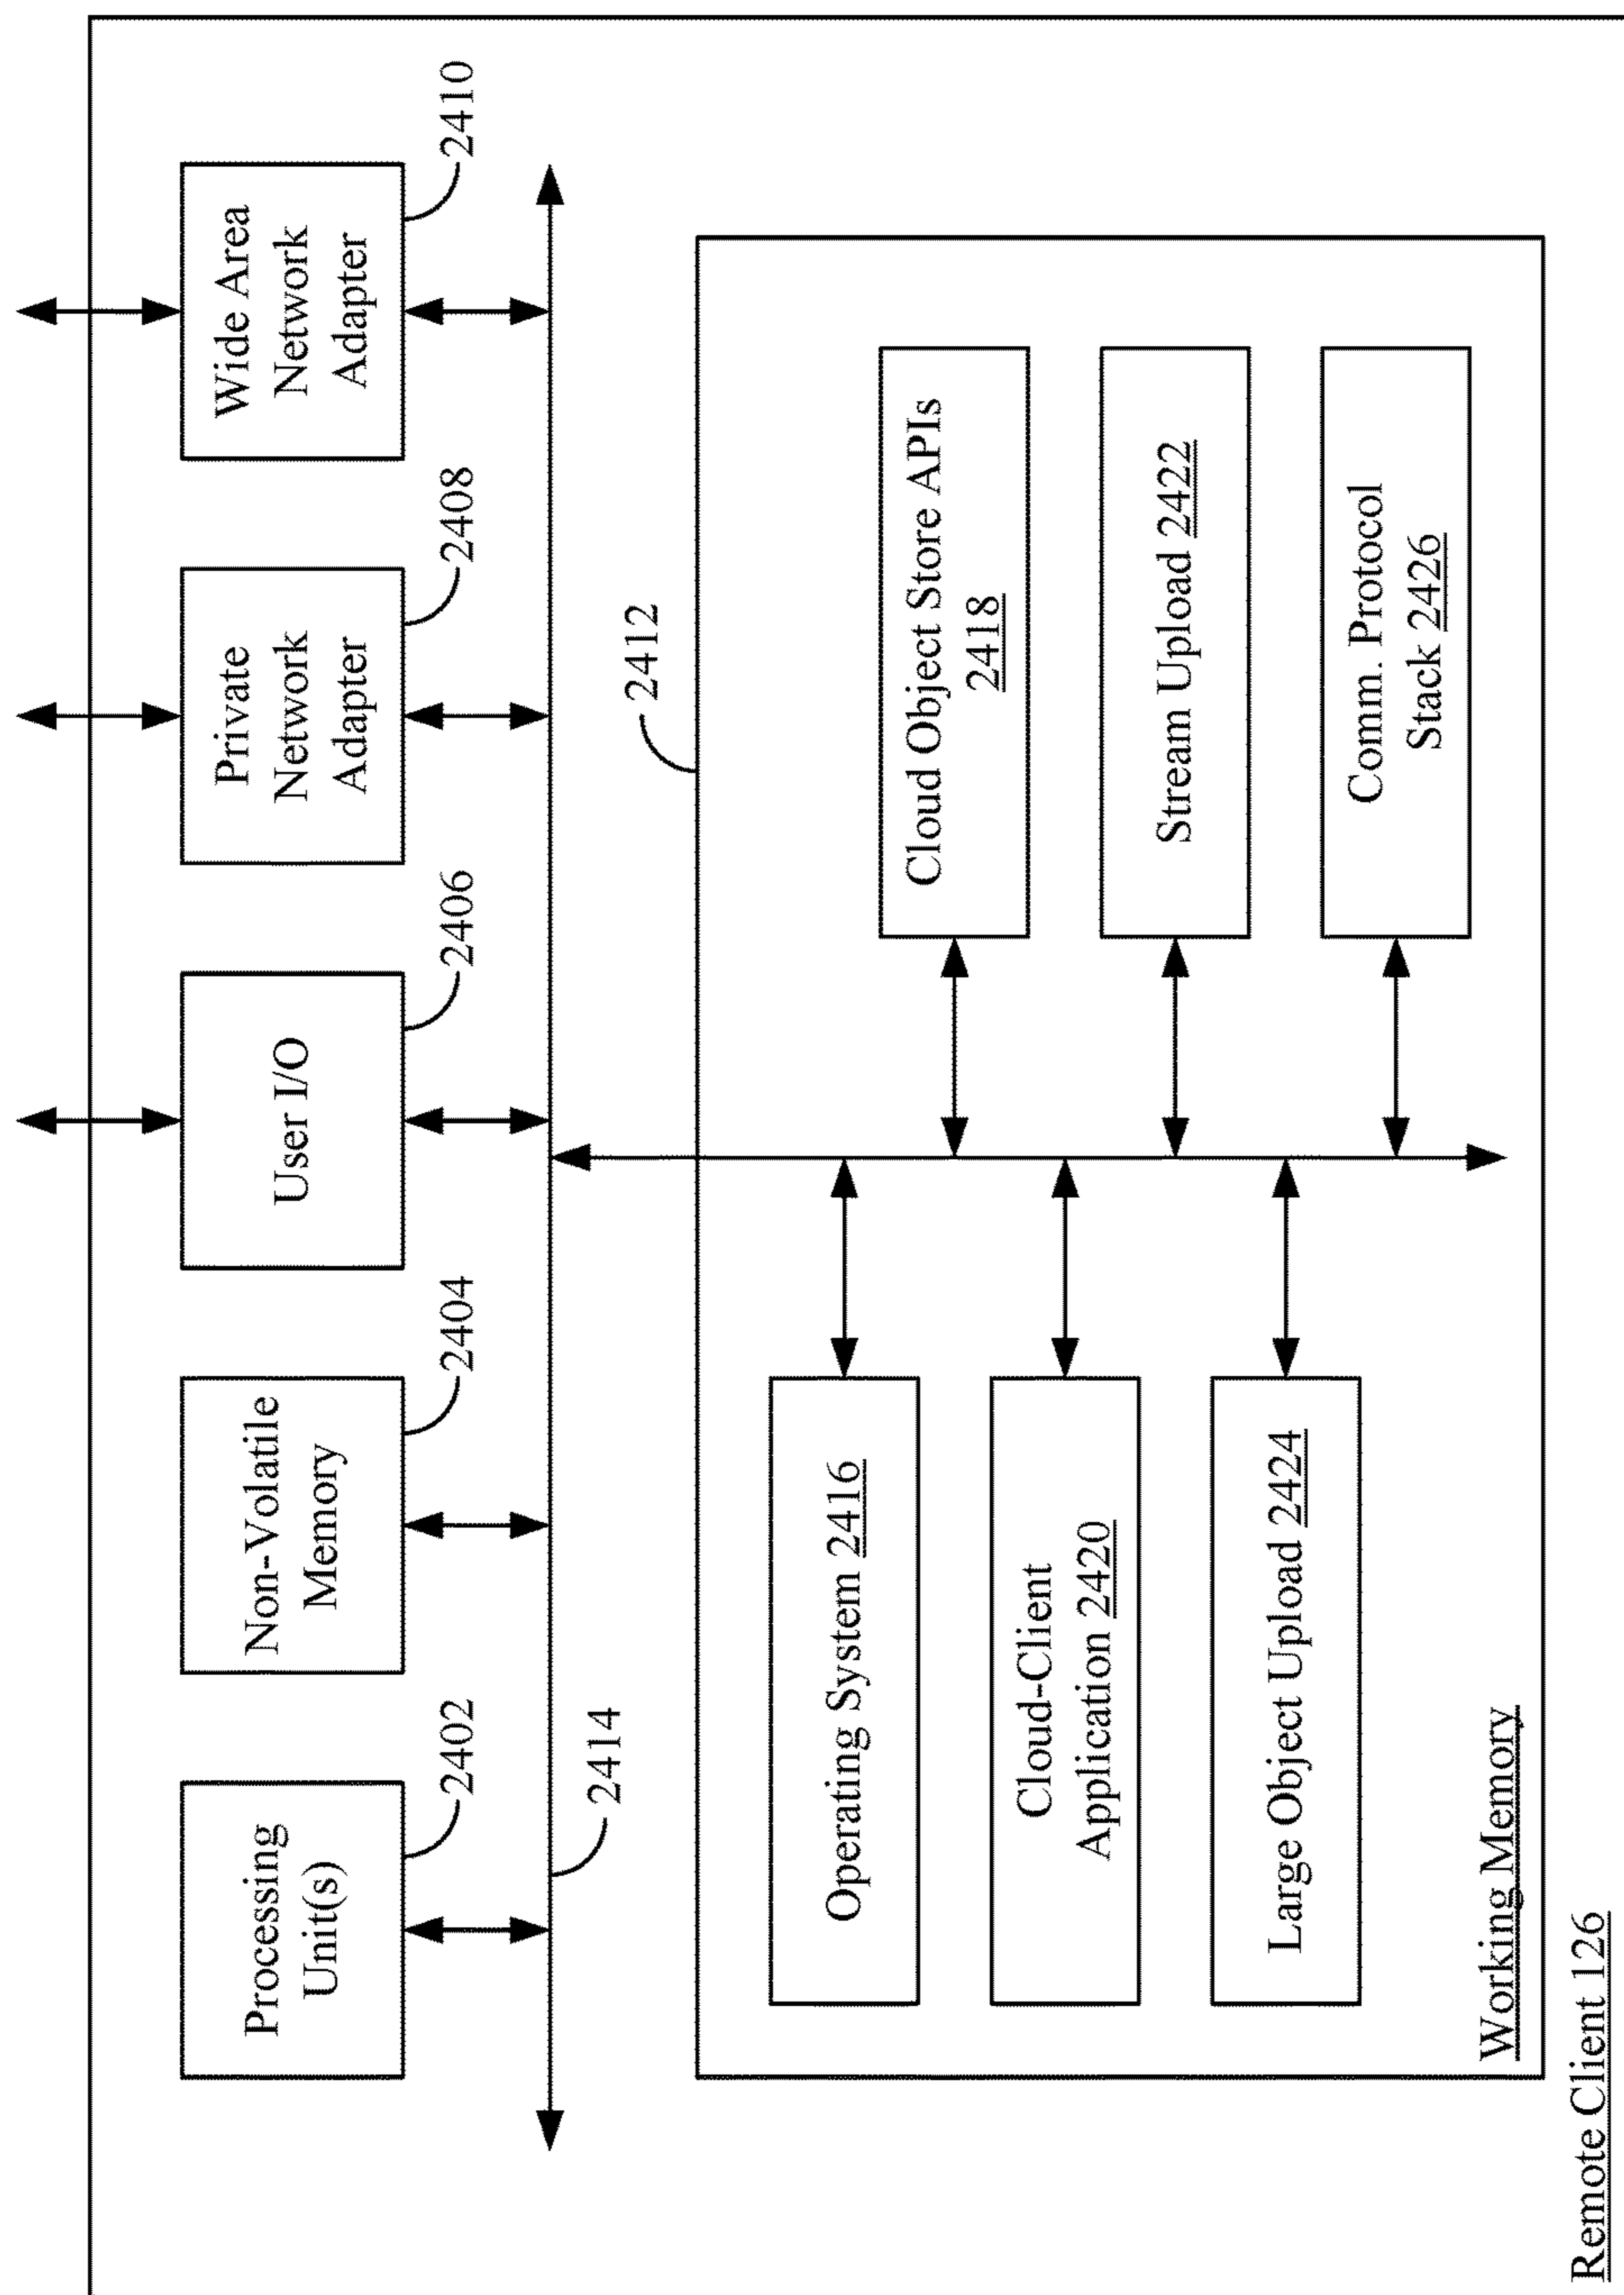 Processing
Unit(s)
2402
Non-Volatile
Memory
2404
User I/O
2406
Private
Network
Adapter
2408
Wide Area
Network
Adapter
2410
2414
2412
Operating System 2416
Cloud Object Store APIs
2418
Cloud-Client
Application 2420
Stream Upload 2422
Large Object Upload 2424
Comm. Protocol
Stack 2426
Working Memory
Remote Client 126